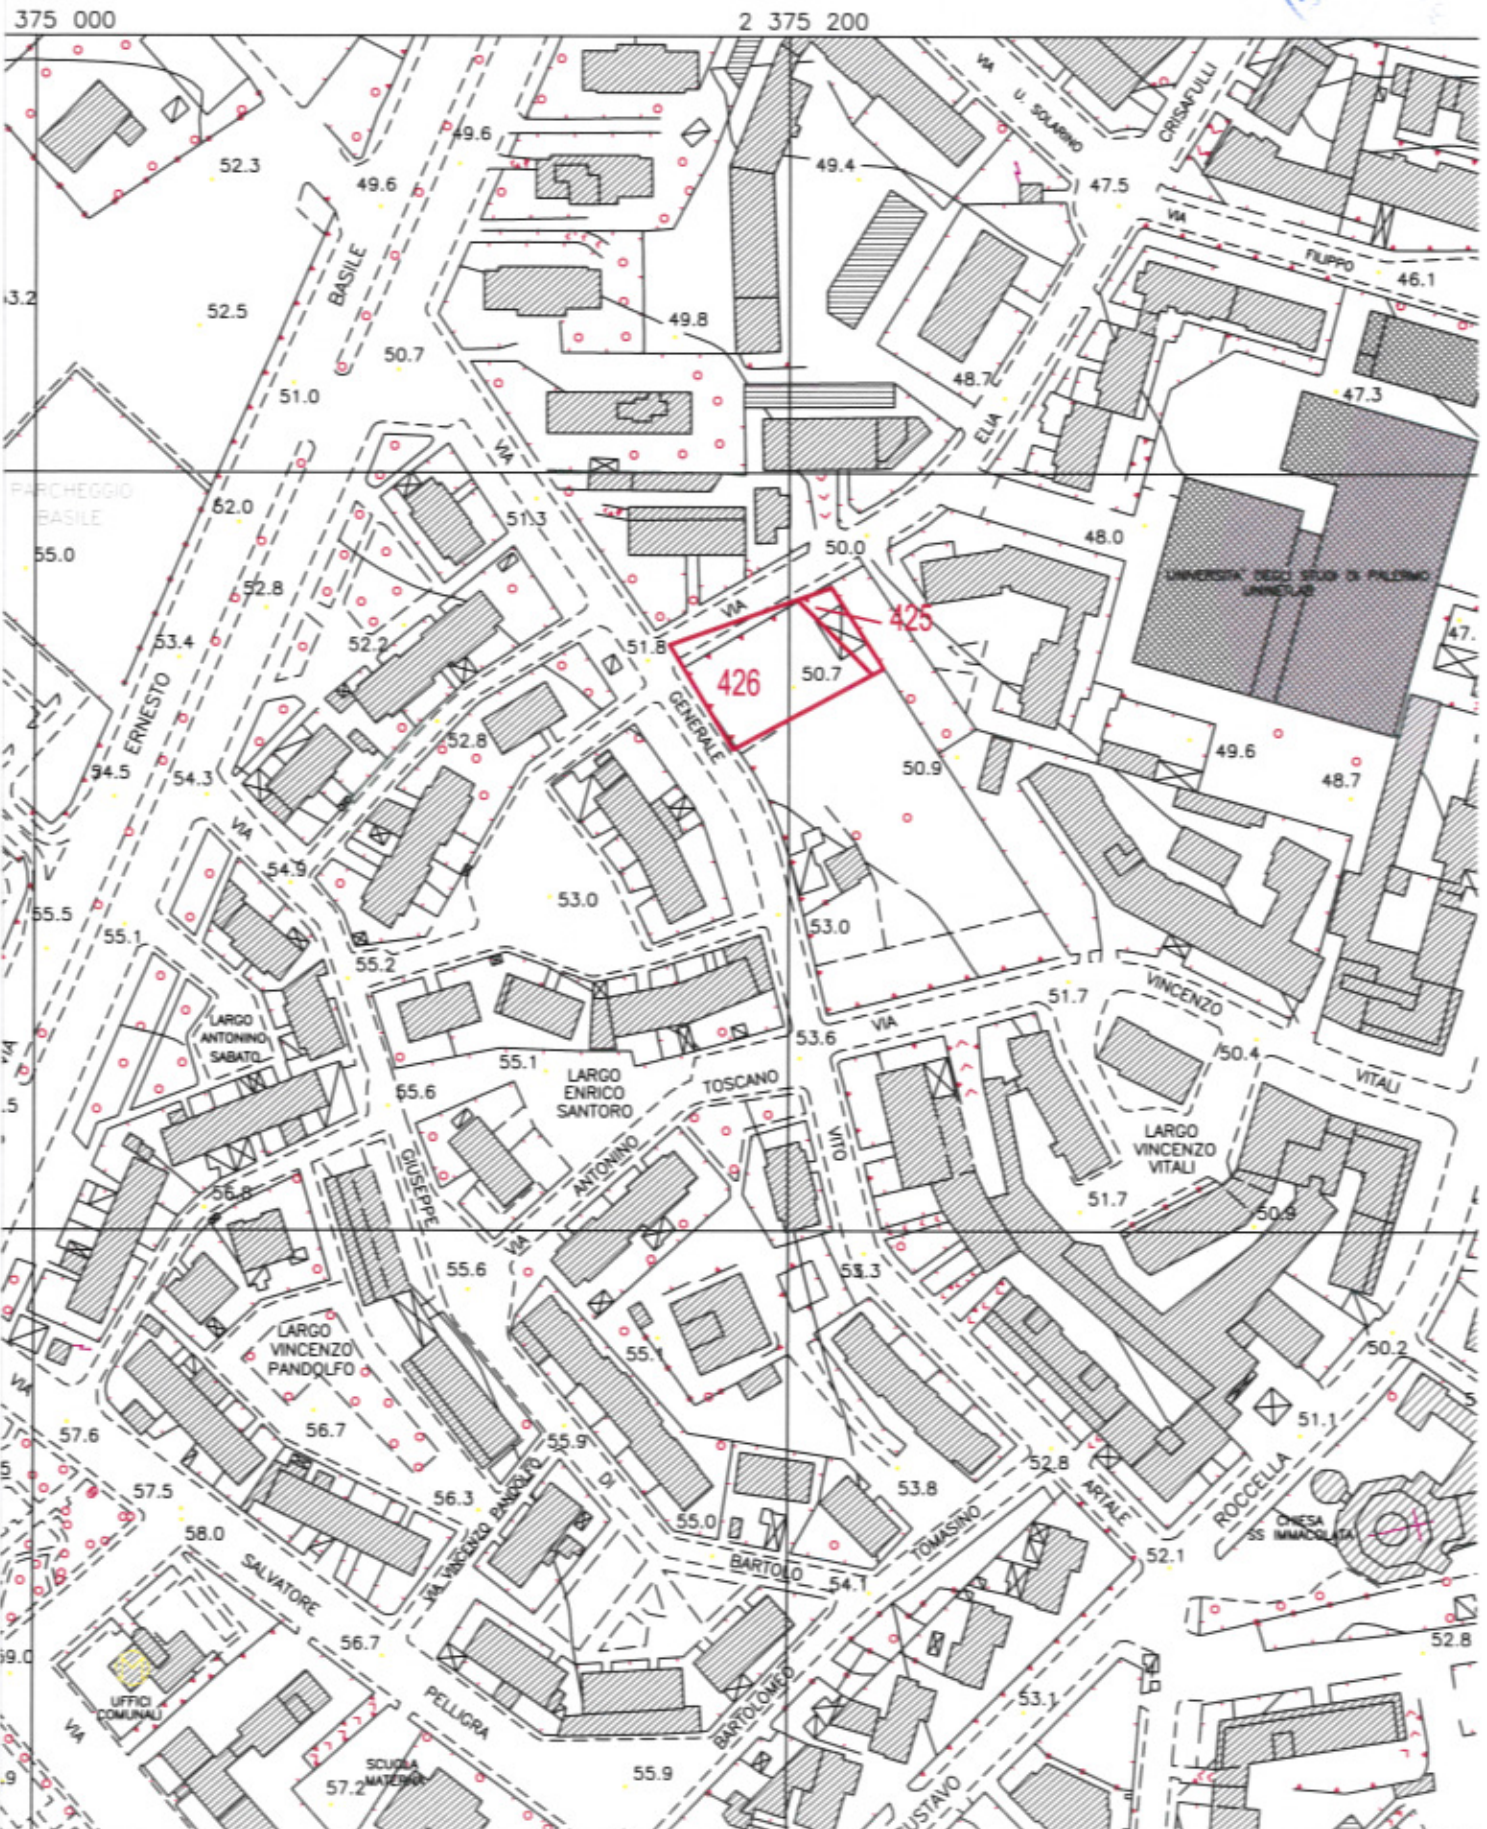 375 000
2 375 200
VIA
U. SOLARINO
CRISAFULLI
49.6
52.3
49.6
49.4
47.5
VIA
FILIPPO
46.1
BASILE
52.5
49.8
50.7
51.0
48.7
47.3
ELIA
VIA
PARCHEGGIO
BASILE
52.0
51.3
55.0
50.0
48.0
UNIVERSITA' DEGLI STUDI DI PALERMO
UNINETLAB
52.8
VIA
425
53.4
52.2
51.8
426
50.7
47.
GENERALE
ERNESTO
52.8
49.6
54.5
54.3
50.9
48.7
VIA
54.9
53.0
55.5
53.0
55.1
55.2
51.7
VINCENZO
LARGO
ANTONINO
SABATO
VIA
53.6
50.4
VIA
55.1
LARGO
ENRICO
SANTORO
TOSCANO
VITALI
55.6
VITO
LARGO
VINCENZO
VITALI
GIUSEPPE
ANTONINO
56.8
51.7
50.9
VIA
55.6
53.3
LARGO
VINCENZO
PANDOLFO
55.1
50.2
VIA
57.6
56.7
55.9
51.1
DI
52.8
57.5
56.3
53.8
ARTALE
ROCCELLA
VIA VINCENZO PANDOLFO
58.0
55.0
CHIESA
SS IMMACOLATA
TOMASINO
SALVATORE
BARTOLO
54.1
52.1
56.7
59.0
52.8
UFFICI
COMUNALI
VIA
PELLIGRA
BARTOLOMEO
53.1
SCUOLA
MATERNA
57.2
55.9
GUSTAVO